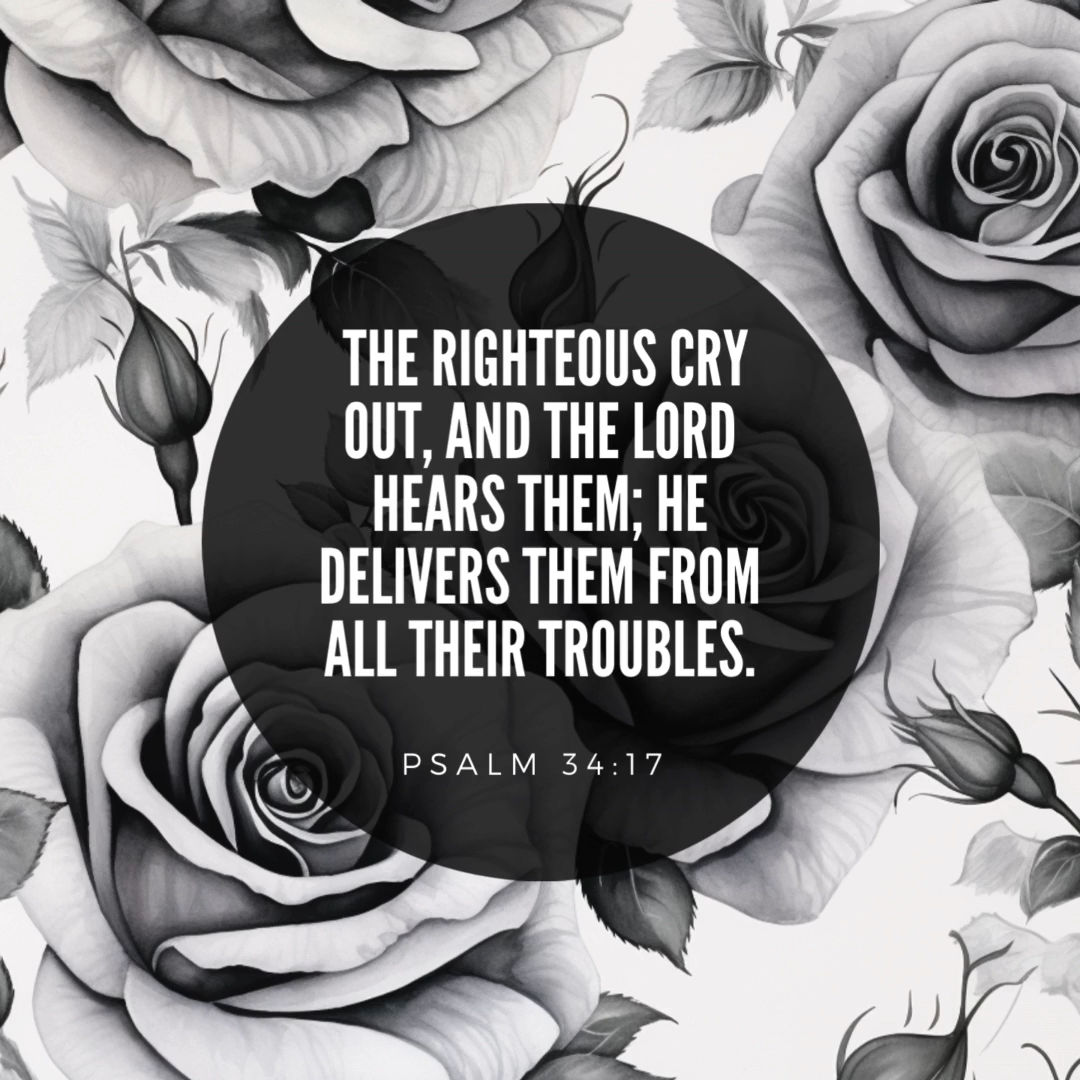 THE RIGHTEOUS CRY
OUT, AND THE LORD
HEARS THEM; HE
DELIVERS THEM FROM
ALL THEIR TROUBLES.
PSALM 34:17